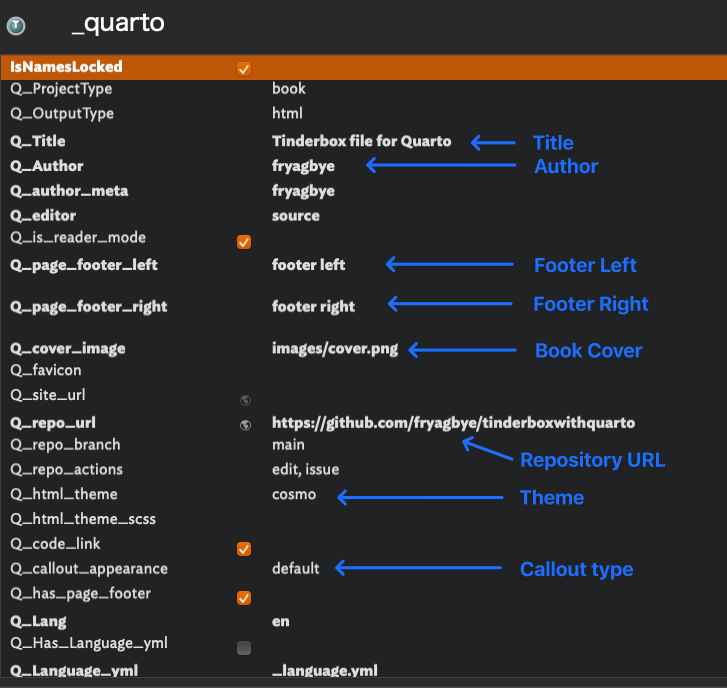 T _quarto
IsNamesLocked
Q_ProjectType book
Q_OutputType html
Q_Title Tinderbox file for Quarto Title
Q_Author fryagbye Author
Q_author_meta fryagbye
Q_editor source
Q_is_reader_mode
Q_page_footer_left footer left Footer Left
Q_page_footer_right footer right Footer Right
Q_cover_image images/cover.png Book Cover
Q_favicon
Q_site_url
Q_repo_url https://github.com/fryagbye/tinderboxwithquarto
Q_repo_branch main
Repository URL
Q_repo_actions edit, issue
Q_html_theme cosmo Theme
Q_html_theme_scss
Q_code_link
Q_callout_appearance default Callout type
Q_has_page_footer
Q_Lang en
Q_Has_Language_yml
Q_Language_yml _language.yml